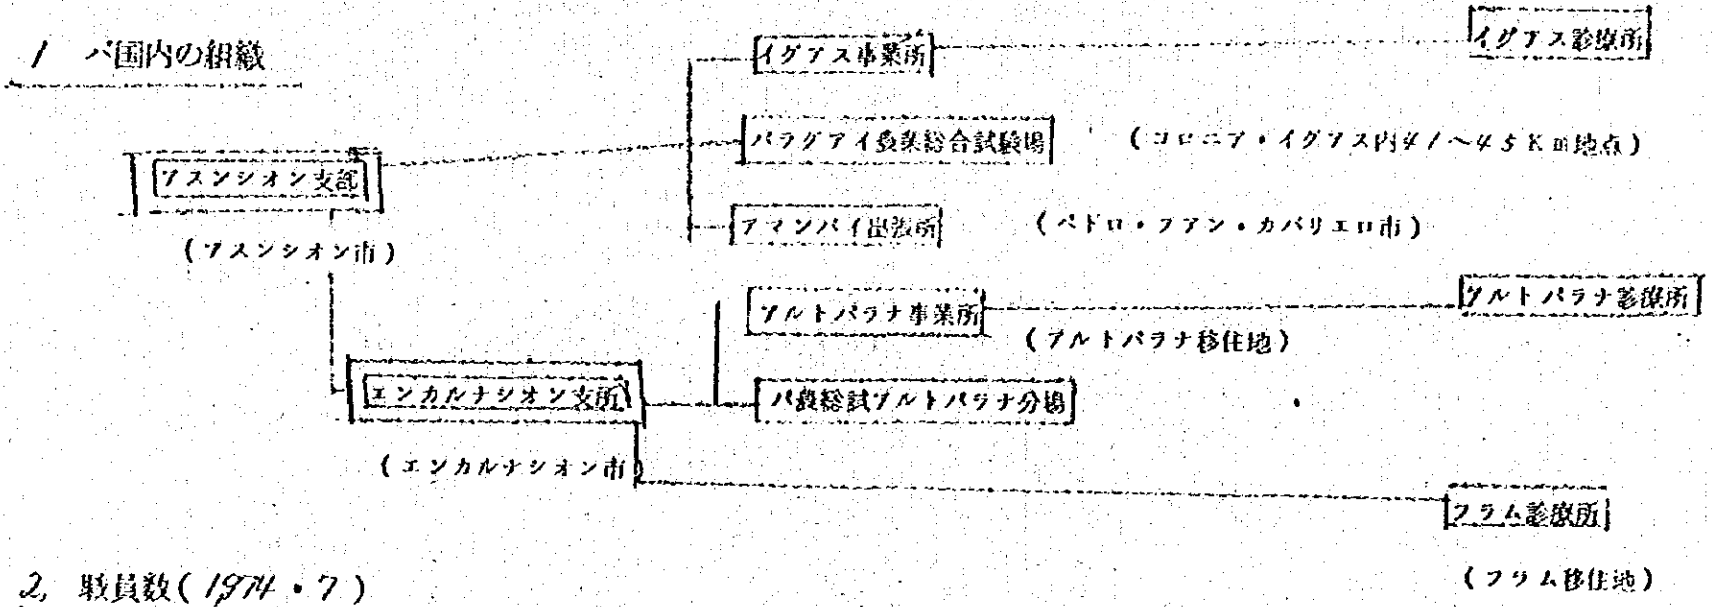 1 パ国内の組織
イグアス事業所
イグアス診療所
パラグアイ農業総合試験場
(コロニア・イグアス内41~45Km地点)
アスンシオン支部
(アスンシオン市)
アマンバイ出張所
(ペドロ・フアン・カバリエロ市)
アルトパラナ事業所
アルトパラナ診療所
(アルトパラナ移住地)
エンカルナシオン支所
パ農総試アルトパラナ分場
(エンカルナシオン市)
フラム診療所
(フラム移住地)
2, 職員数(1974・7)